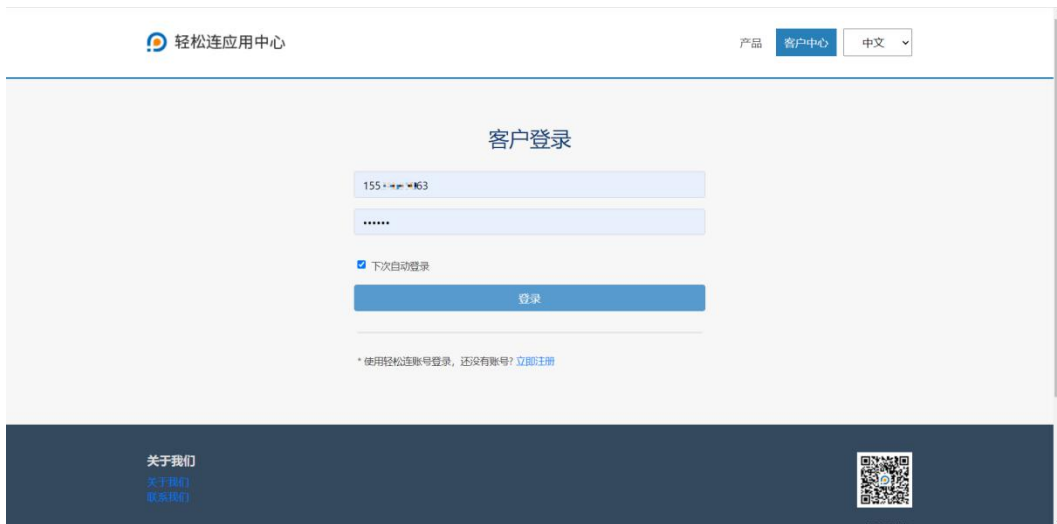 轻松连应用中心
产品 客户中心 中文
客户登录
••••••
下次自动登录
登录
* 使用轻松连账号登录，还没有账号? 立即注册
关于我们
关于我们
联系我们